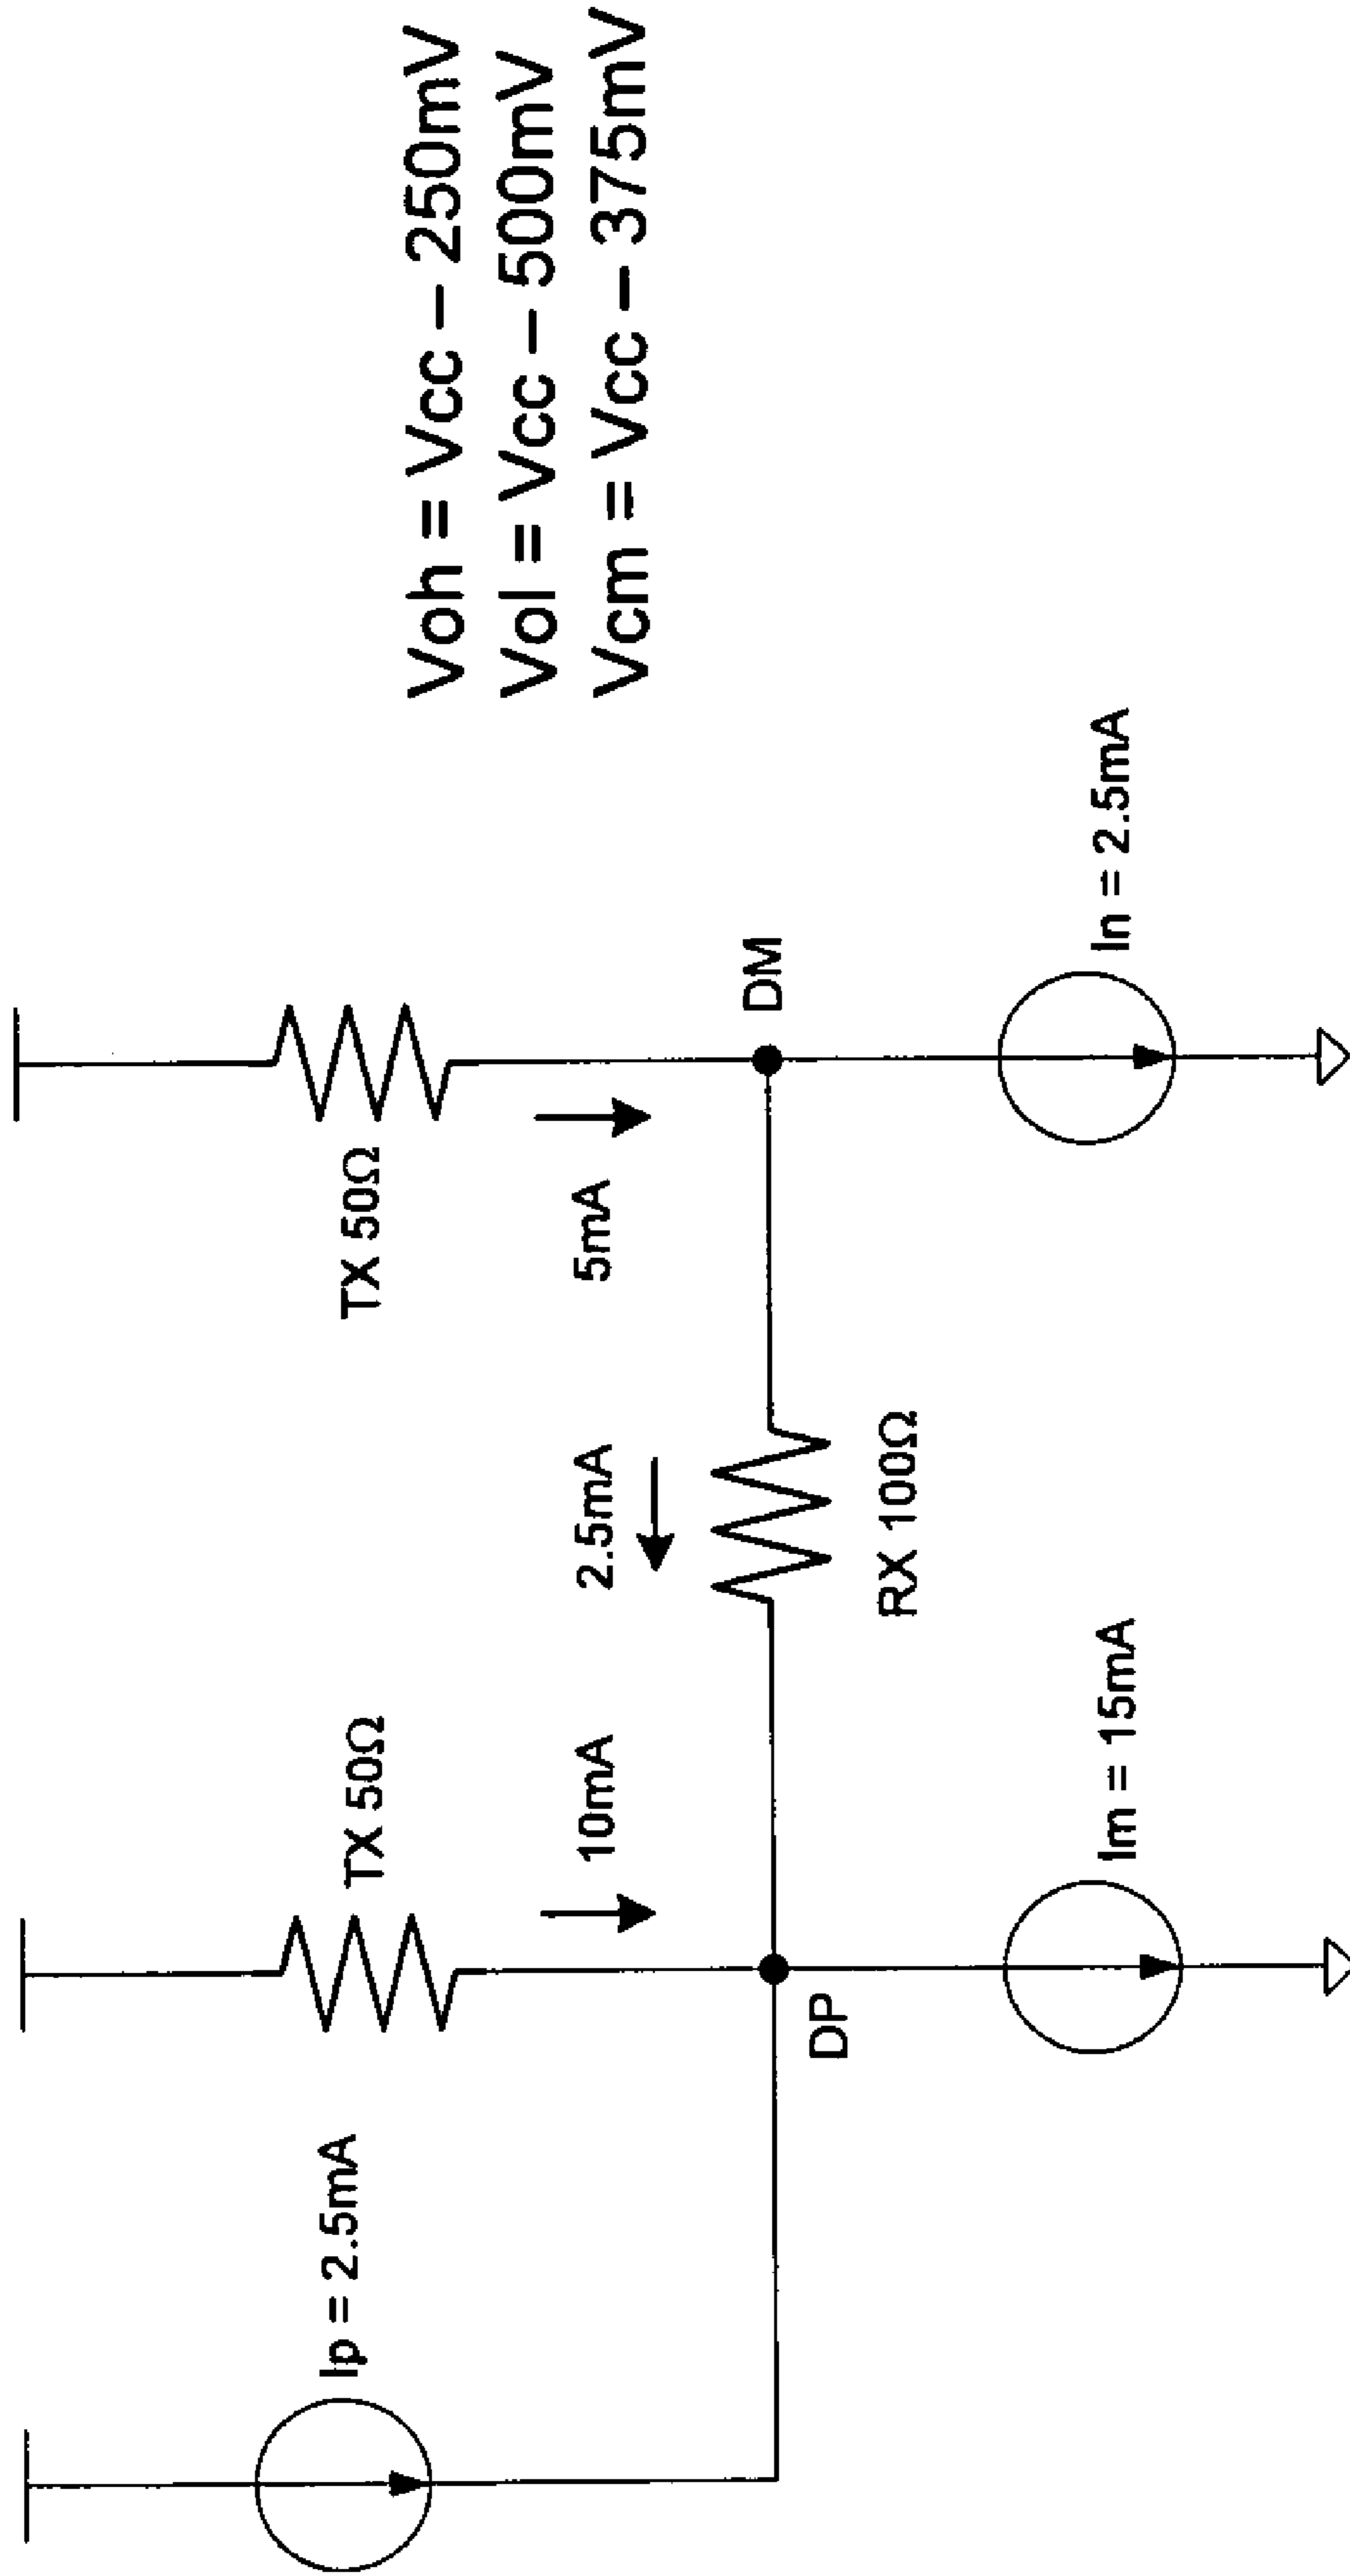 Voh = Vcc – 250mV
Vol = Vcc – 500mV
Vcm = Vcc – 375mV
Ip = 2.5mA
TX 50Ω
TX 50Ω
10mA
2.5mA
5mA
DP
RX 100Ω
DM
Im = 15mA
In = 2.5mA